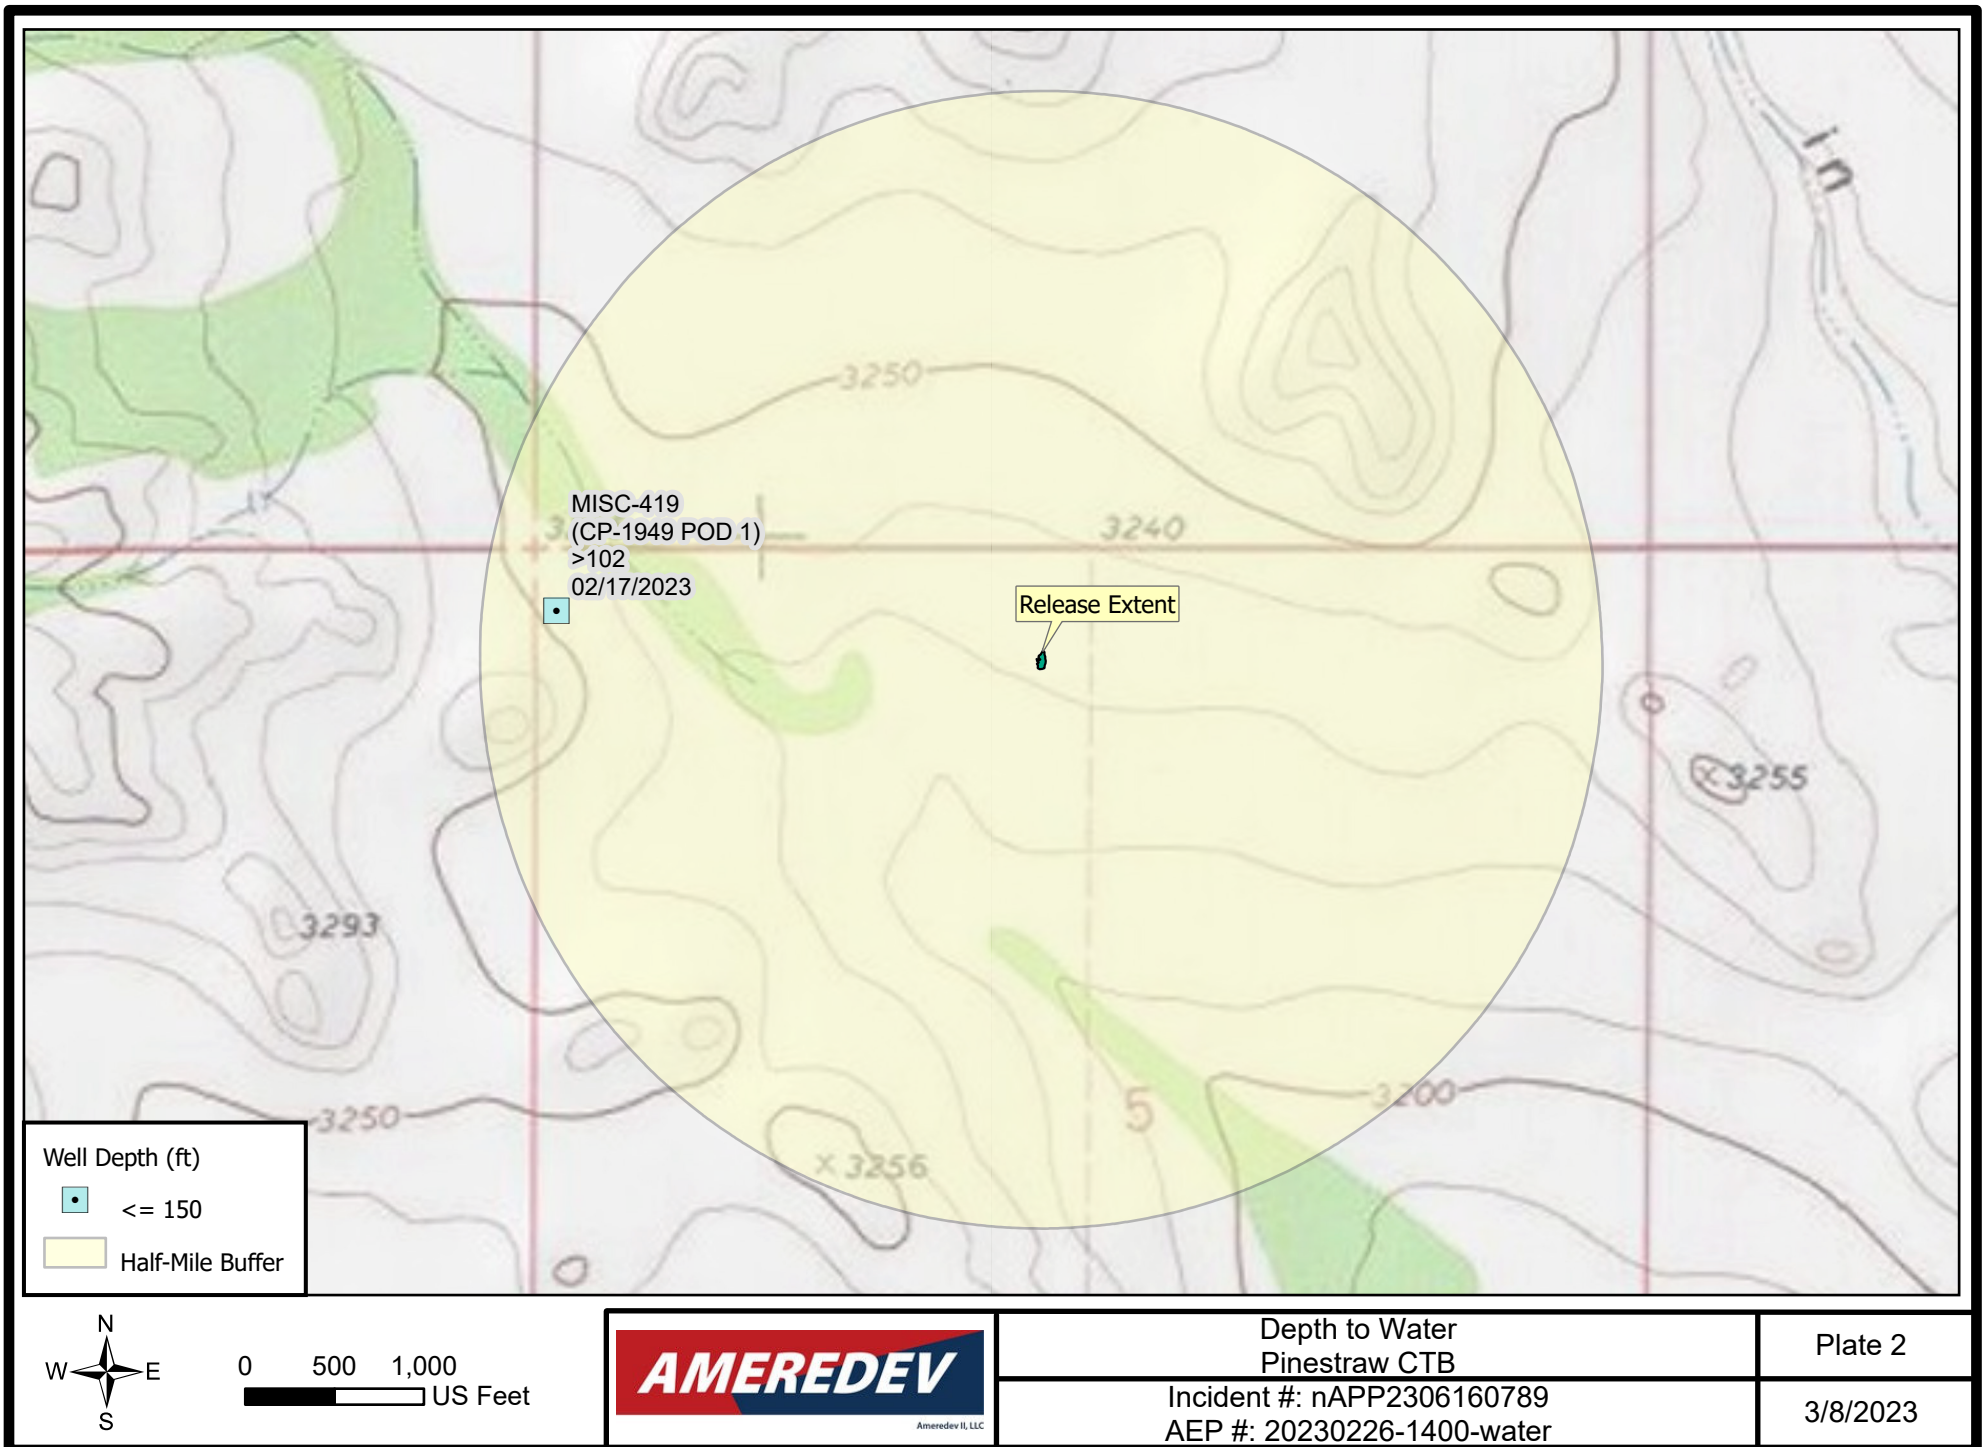 in
3250
3240
MISC-419
(CP-1949 POD 1)
>102
02/17/2023
Release Extent
3255
3293
3250
3200
5
3256
Well Depth (ft)
<= 150
Half-Mile Buffer
N
W E
S
0 500 1,000
US Feet
AMEREDEV
Ameredev II, LLC
Depth to Water
Pinestraw CTB
Incident #: nAPP2306160789
AEP #: 20230226-1400-water
Plate 2
3/8/2023